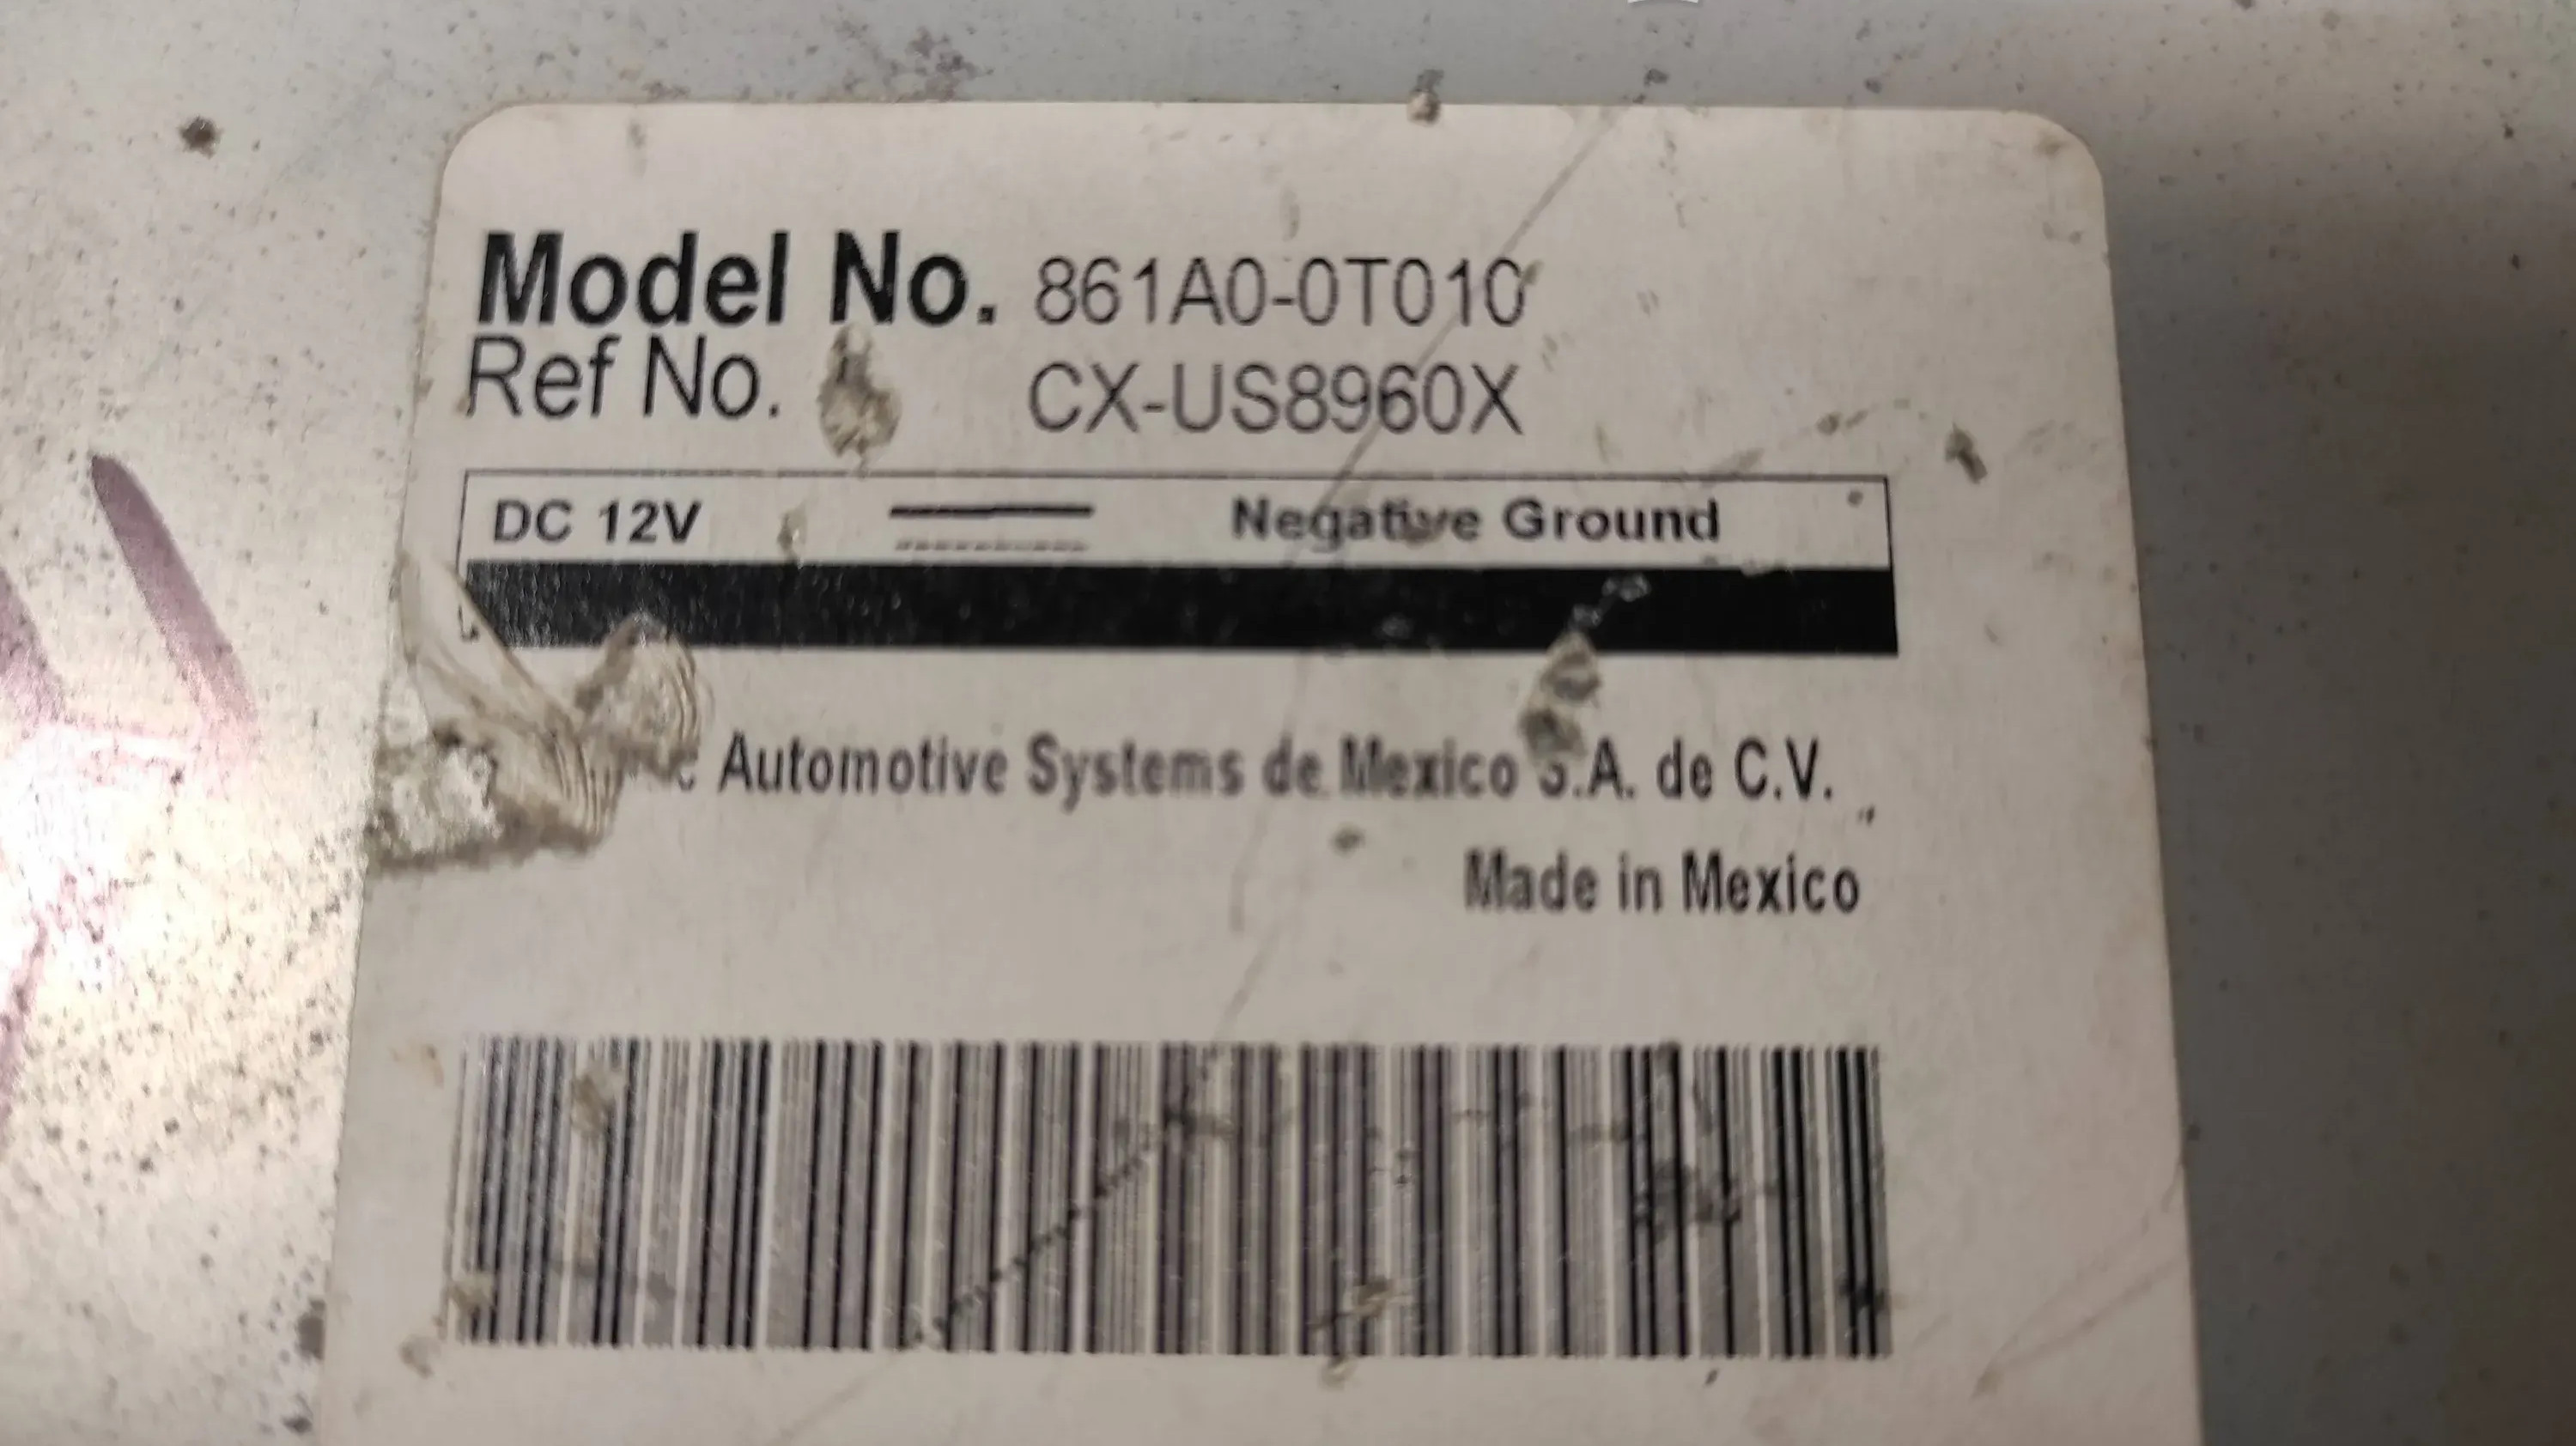 Model No. 861A0-0T010
Ref No. CX-US8960X
DC 12V Negative Ground
Automotive Systems de Mexico S.A. de C.V.
Made in Mexico